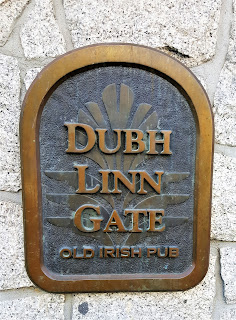 DUBH
LINN
GATE
OLD IRISH PUB